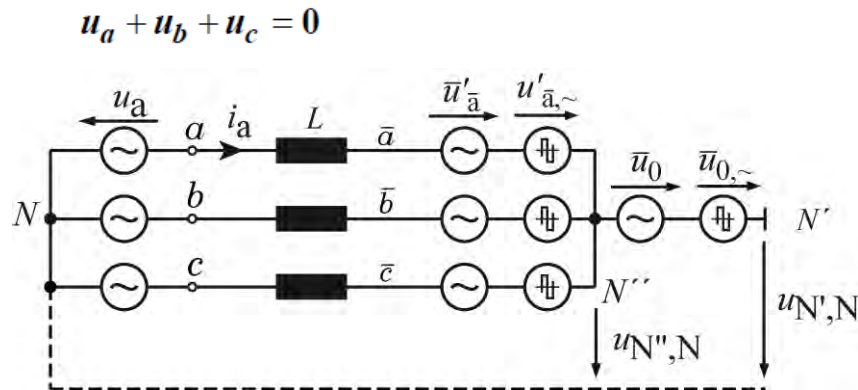 u_a + u_b + u_c = 0
u_a a i_a L ā ū'_ā u'_ā,~
ū_0 ū_0,~
N b b̄ N′
c c̄ N′′
u_N'',N u_N',N